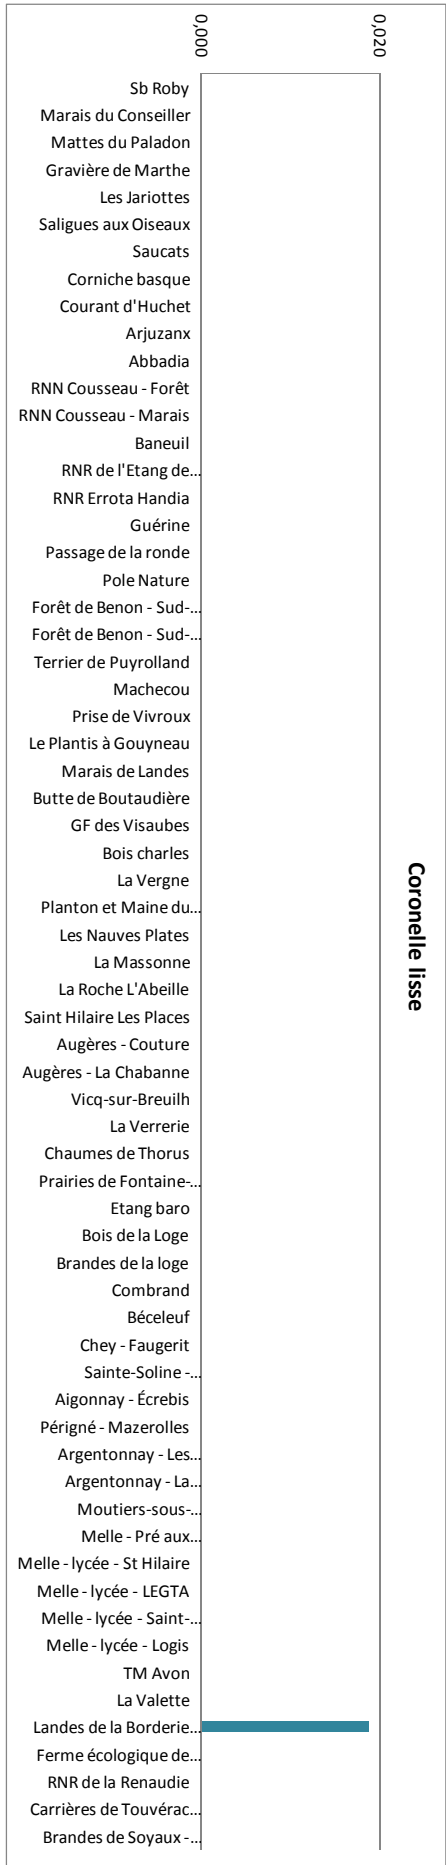 Coronelle lisse
0,020
0,000
Sb Roby
Marais du Conseiller
Mattes du Paladon
Gravière de Marthe
Les Jariottes
Saligues aux Oiseaux
Saucats
Corniche basque
Courant d'Huchet
Arjuzanx
Abbadia
RNN Cousseau - Forêt
RNN Cousseau - Marais
Baneuil
RNR de l'Etang de...
RNR Errota Handia
Guérine
Passage de la ronde
Pole Nature
Forêt de Benon - Sud-...
Forêt de Benon - Sud-...
Terrier de Puyrolland
Machecou
Prise de Vivroux
Le Plantis à Gouyneau
Marais de Landes
Butte de Boutaudière
GF des Visaubes
Bois charles
La Vergne
Planton et Maine du...
Les Nauves Plates
La Massonne
La Roche L'Abeille
Saint Hilaire Les Places
Augères - Couture
Augères - La Chabanne
Vicq-sur-Breuilh
La Verrerie
Chaumes de Thorus
Prairies de Fontaine-...
Etang baro
Bois de la Loge
Brandes de la loge
Combrand
Béceleuf
Chey - Faugerit
Sainte-Soline -...
Aigonnay - Écrebis
Périgné - Mazerolles
Argentonnay - Les...
Argentonnay - La...
Moutiers-sous-...
Melle - Pré aux...
Melle - lycée - St Hilaire
Melle - lycée - LEGTA
Melle - lycée - Saint-...
Melle - lycée - Logis
TM Avon
La Valette
Landes de la Borderie...
Ferme écologique de...
RNR de la Renaudie
Carrières de Touvérac...
Brandes de Soyaux -...